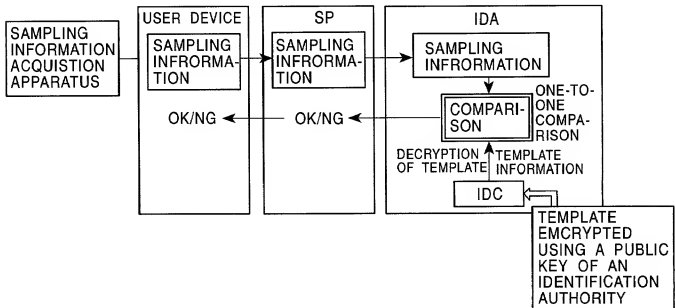 USER DEVICE
SP
IDA
SAMPLING
INFORMATION
ACQUISTION
APPARATUS
SAMPLING
INFRORMA-
TION
SAMPLING
INFRORMA-
TION
SAMPLING
INFRORMATION
OK/NG
OK/NG
COMPARI-
SON
ONE-TO-
ONE
COMPA-
RISON
DECRYPTION
OF TEMPLATE
TEMPLATE
INFORMATION
IDC
TEMPLATE
EMCRYPTED
USING A PUBLIC
KEY OF AN
IDENTIFICATION
AUTHORITY